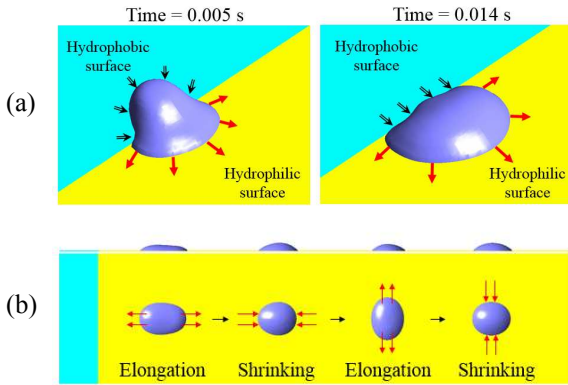 Time = 0.005 s
Time = 0.014 s
(a)
Hydrophobic
surface
Hydrophilic
surface
Hydrophobic
surface
Hydrophilic
surface
(b)
Elongation
Shrinking
Elongation
Shrinking